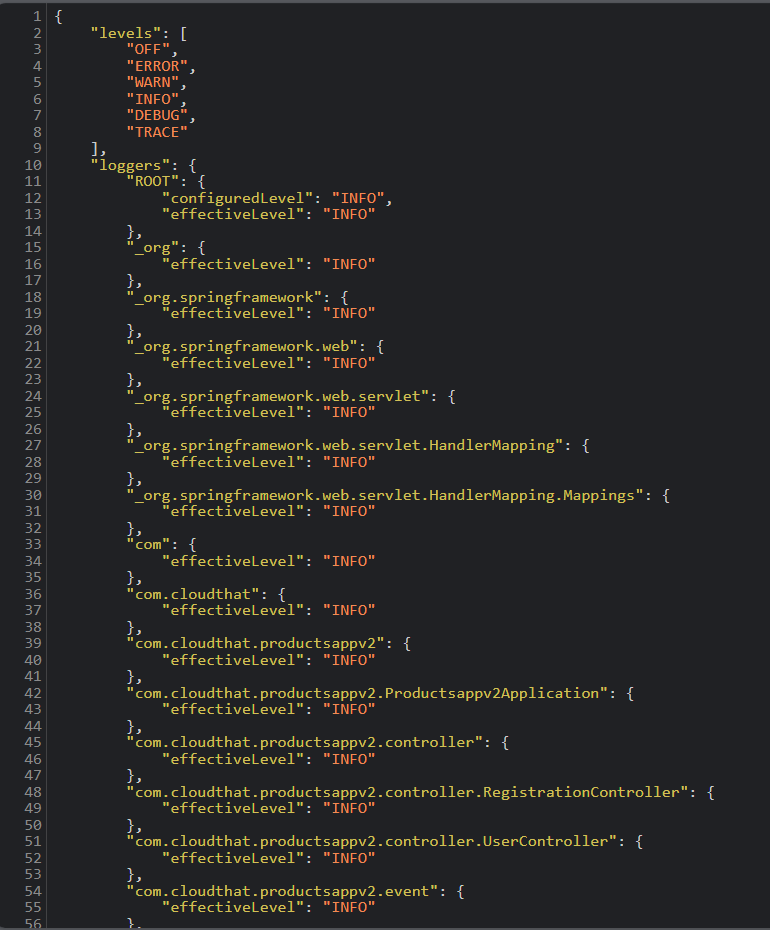 1 {
2 "levels": [
3 "OFF",
4 "ERROR",
5 "WARN",
6 "INFO",
7 "DEBUG",
8 "TRACE"
9 ],
10 "loggers": {
11 "ROOT": {
12 "configuredLevel": "INFO",
13 "effectiveLevel": "INFO"
14 },
15 "_org": {
16 "effectiveLevel": "INFO"
17 },
18 "_org.springframework": {
19 "effectiveLevel": "INFO"
20 },
21 "_org.springframework.web": {
22 "effectiveLevel": "INFO"
23 },
24 "_org.springframework.web.servlet": {
25 "effectiveLevel": "INFO"
26 },
27 "_org.springframework.web.servlet.HandlerMapping": {
28 "effectiveLevel": "INFO"
29 },
30 "_org.springframework.web.servlet.HandlerMapping.Mappings": {
31 "effectiveLevel": "INFO"
32 },
33 "com": {
34 "effectiveLevel": "INFO"
35 },
36 "com.cloudthat": {
37 "effectiveLevel": "INFO"
38 },
39 "com.cloudthat.productsappv2": {
40 "effectiveLevel": "INFO"
41 },
42 "com.cloudthat.productsappv2.Productsappv2Application": {
43 "effectiveLevel": "INFO"
44 },
45 "com.cloudthat.productsappv2.controller": {
46 "effectiveLevel": "INFO"
47 },
48 "com.cloudthat.productsappv2.controller.RegistrationController": {
49 "effectiveLevel": "INFO"
50 },
51 "com.cloudthat.productsappv2.controller.UserController": {
52 "effectiveLevel": "INFO"
53 },
54 "com.cloudthat.productsappv2.event": {
55 "effectiveLevel": "INFO"
56 },